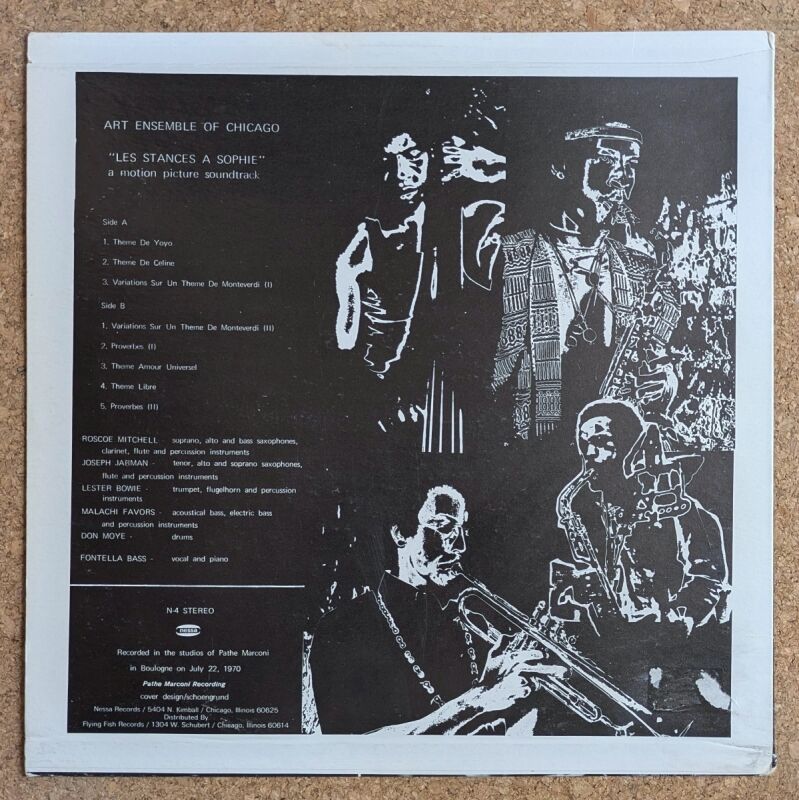 ART ENSEMBLE OF CHICAGO
"LES STANCES A SOPHIE"
a motion picture soundtrack
Side A
1. Theme De Yoyo
2. Theme De Celine
3. Variations Sur Un Theme De Monteverdi (I)
Side B
1. Variations Sur Un Theme De Monteverdi (II)
2. Proverbes (I)
3. Theme Amour Universel
4. Theme Libre
5. Proverbes (II)
ROSCOE MITCHELL - soprano, alto and bass saxophones,
clarinet, flute and percussion instruments
JOSEPH JARMAN - tenor, alto and soprano saxophones,
flute and percussion instruments
LESTER BOWIE - trumpet, flugelhorn and percussion
instruments
MALACHI FAVORS - acoustical bass, electric bass
and percussion instruments
DON MOYE - drums
FONTELLA BASS - vocal and piano
N-4 STEREO
nessa
Recorded in the studios of Pathe Marconi
in Boulogne on July 22, 1970
Pathe Marconi Recording
cover design/schoengrund
Nessa Records / 5404 N. Kimball / Chicago, Illinois 60625
Distributed By
Flying Fish Records / 1304 W. Schubert / Chicago, Illinois 60614